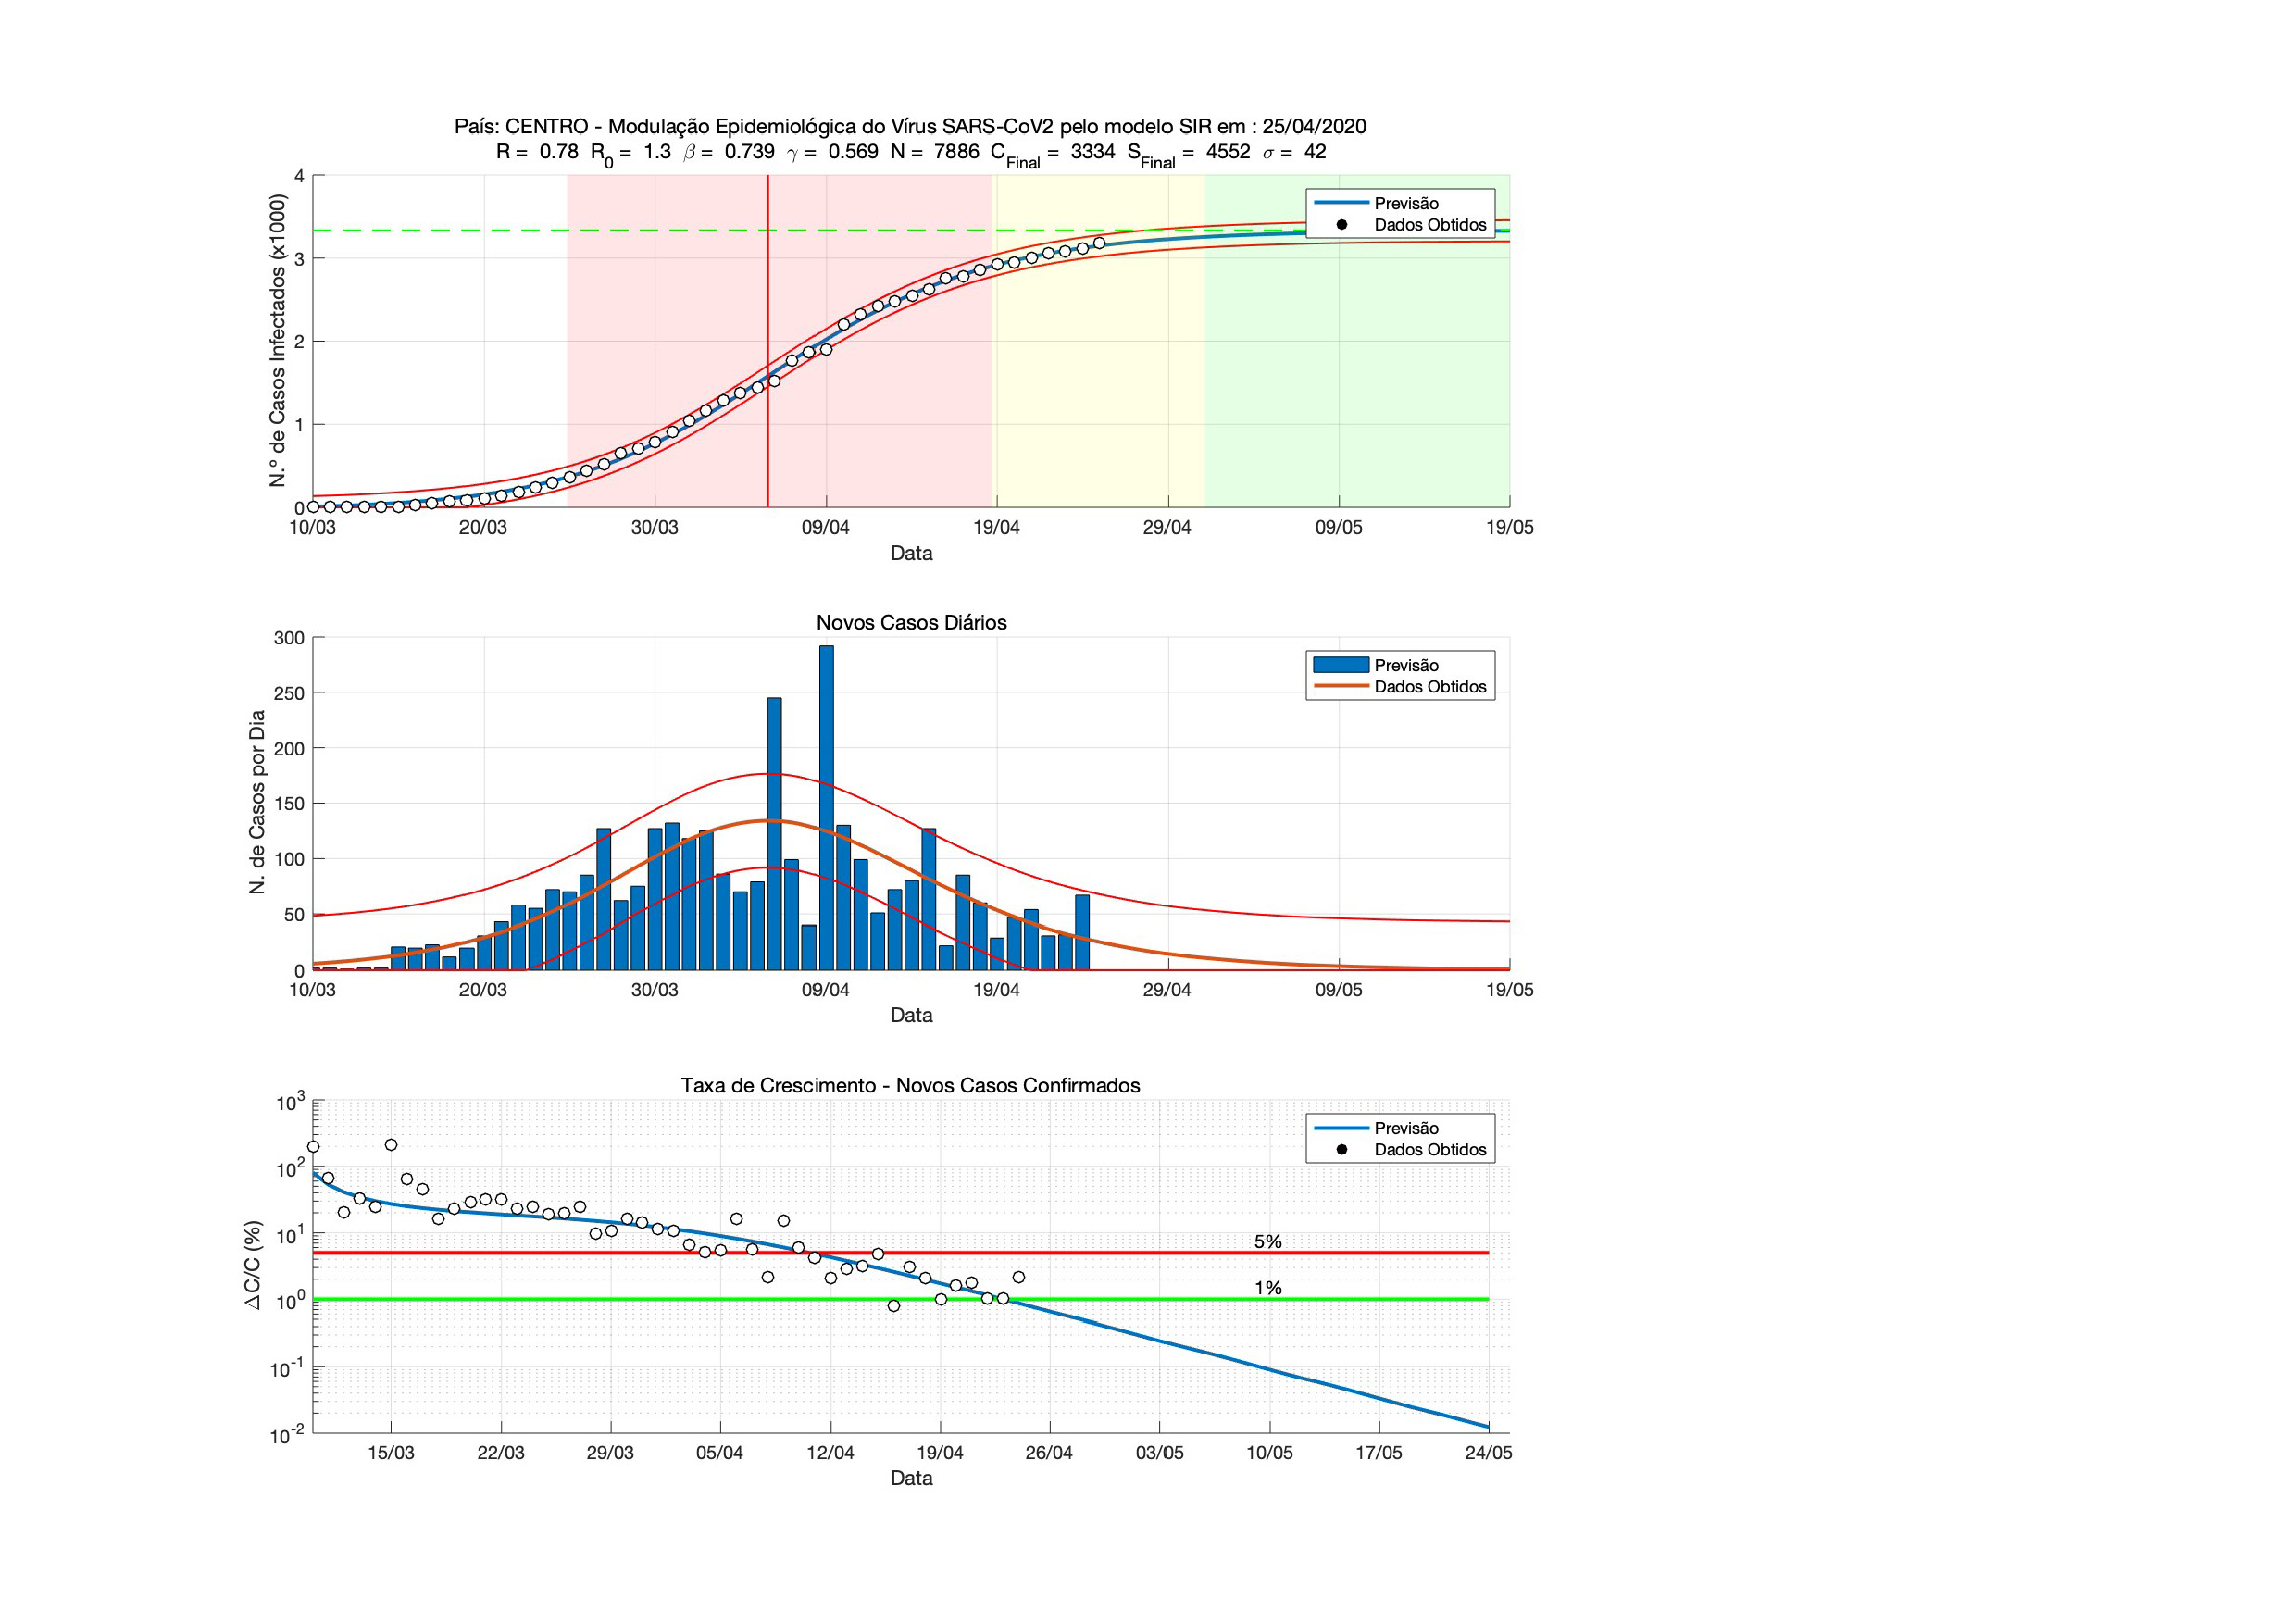 País: CENTRO - Modulação Epidemiológica do Vírus SARS-CoV2 pelo modelo SIR em : 25/04/2020
R = 0.78 R0 = 1.3 β = 0.739 γ = 0.569 N = 7886 CFinal = 3334 SFinal = 4552 σ = 42
N.º de Casos Infectados (x1000)
4
3
2
1
0
Previsão
Dados Obtidos
10/03 20/03 30/03 09/04 19/04 29/04 09/05 19/05
Data
Novos Casos Diários
N. de Casos por Dia
300
250
200
150
100
50
0
Previsão
Dados Obtidos
10/03 20/03 30/03 09/04 19/04 29/04 09/05 19/05
Data
Taxa de Crescimento - Novos Casos Confirmados
ΔC/C (%)
10^3
10^2
10^1
10^0
10^-1
10^-2
Previsão
Dados Obtidos
5%
1%
15/03 22/03 29/03 05/04 12/04 19/04 26/04 03/05 10/05 17/05 24/05
Data